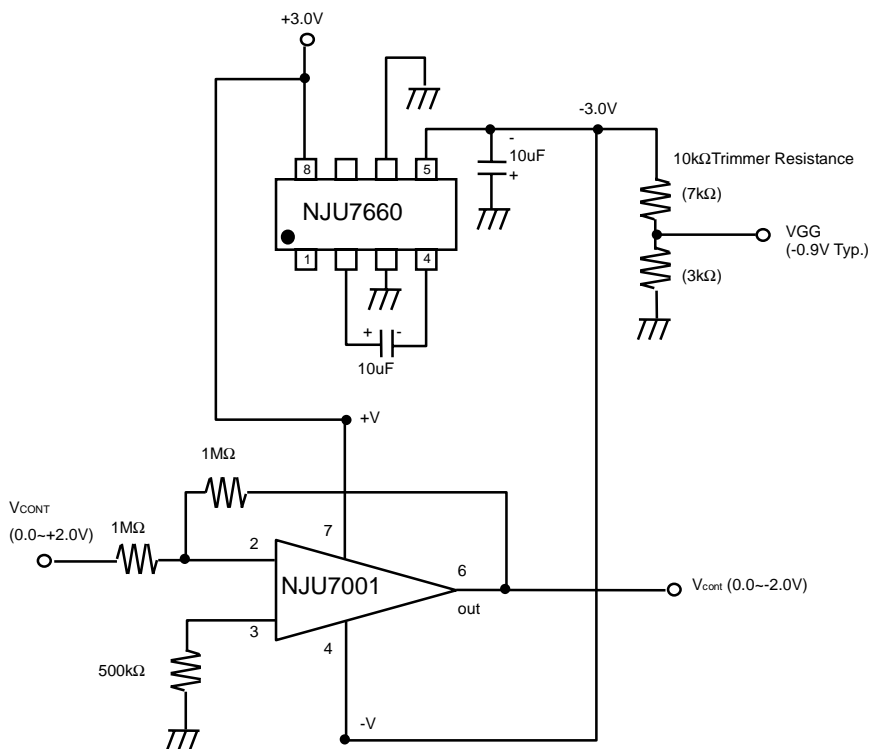 +3.0V
-3.0V
8
5
-
10uF
+
10kΩTrimmer Resistance
(7kΩ)
NJU7660
VGG
(-0.9V Typ.)
1
4
(3kΩ)
+ -
10uF
+V
1MΩ
VCONT
(0.0~+2.0V)
1MΩ
7
2
6
NJU7001
Vcont (0.0~-2.0V)
out
3
4
500kΩ
-V